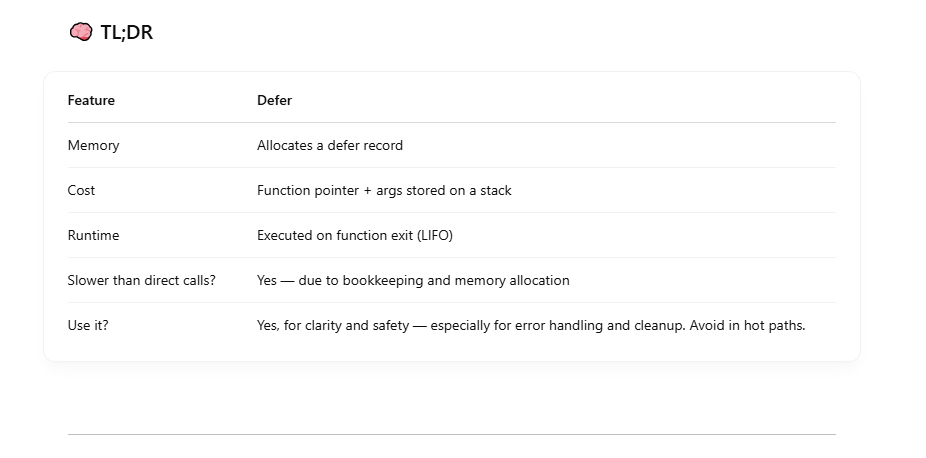 TL;DR
Feature Defer
Memory Allocates a defer record
Cost Function pointer + args stored on a stack
Runtime Executed on function exit (LIFO)
Slower than direct calls? Yes — due to bookkeeping and memory allocation
Use it? Yes, for clarity and safety — especially for error handling and cleanup. Avoid in hot paths.